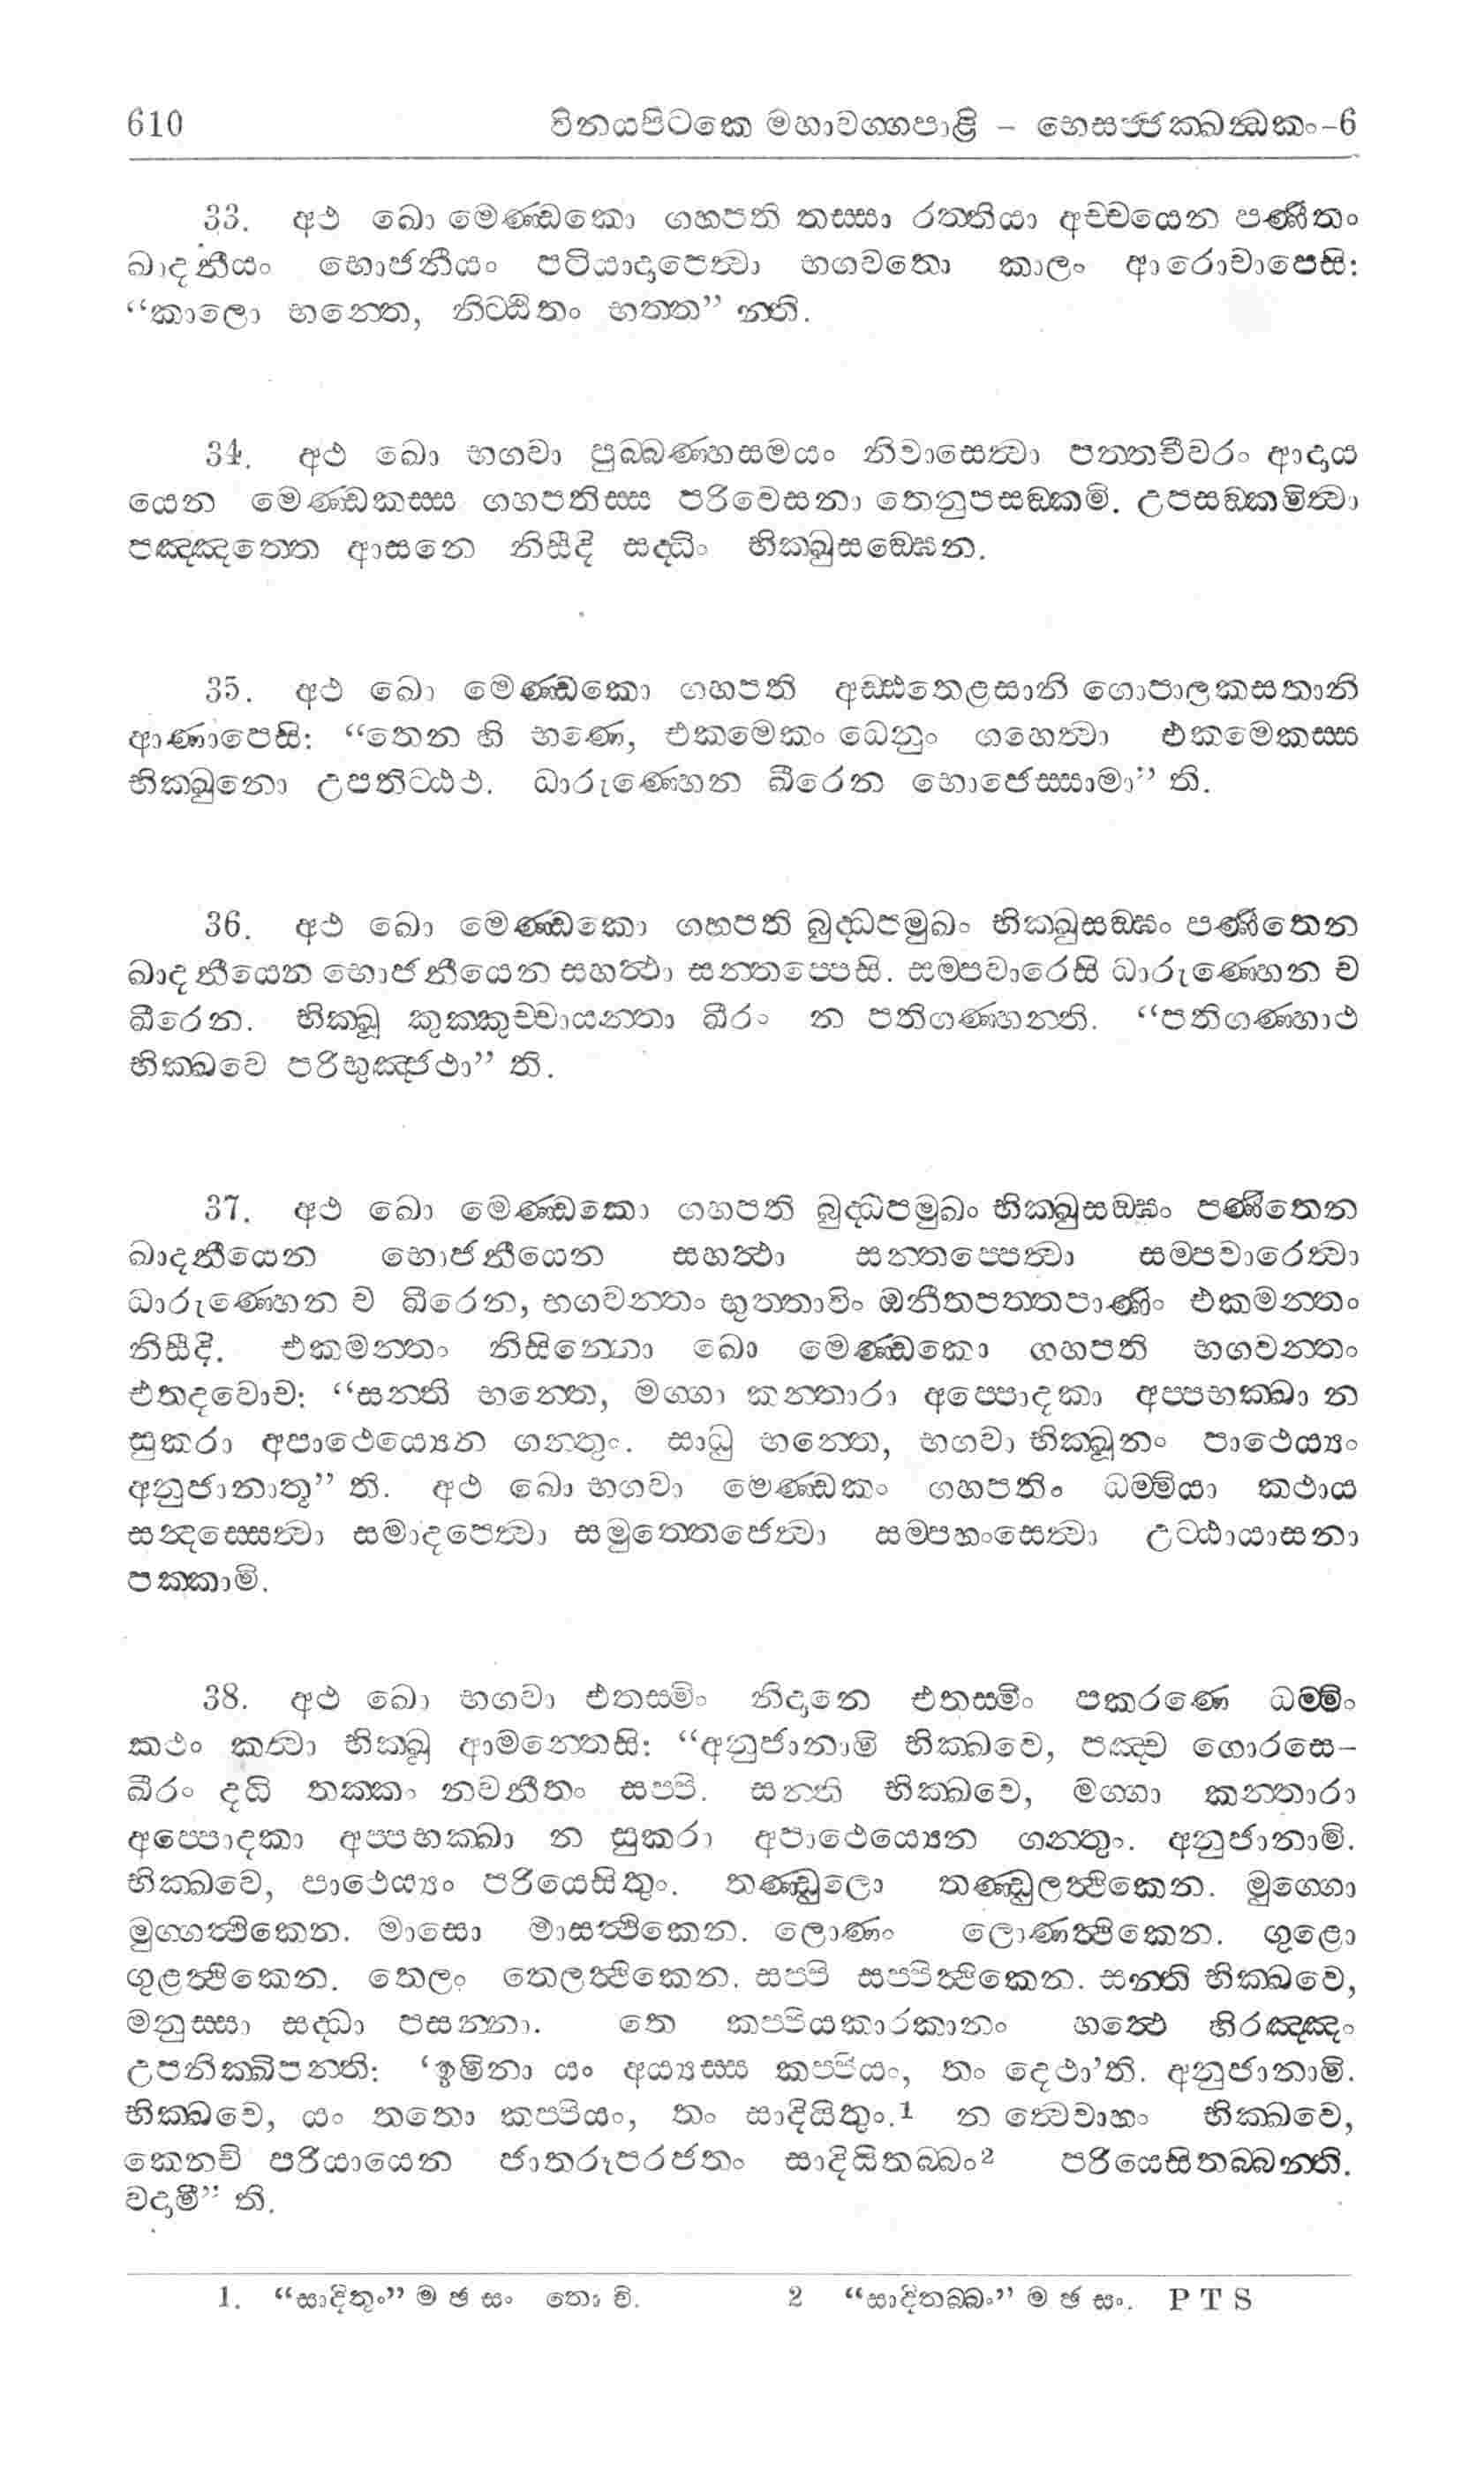 610 විනයපිටකෙ මහාවග්ගපාළි – භෙසජ්ජක්ඛන්ධකං–6
33. අථ ඛො මෙණ්ඩකො ගහපති තස්සා රත්තියා අච්චයෙන පණීතං
ඛාදනීයං භොජනීයං පටියාදාපෙත්වා භගවතො කාලං ආරොචාපෙසි:
“කාලො භන්තෙ, නිට්ඨිතං භත්ත” න්ති.
34. අථ ඛො භගවා පුබ්බණ්හසමයං නිවාසෙත්වා පත්තචීවරං ආදාය
යෙන මෙණ්ඩකස්ස ගහපතිස්ස පරිවෙසනා තෙනුපසඞ්කමි. උපසඞ්කමිත්වා
පඤ්ඤත්තෙ ආසනෙ නිසීදි සද්ධිං භික්ඛුසඞ්ඝෙන.
35. අථ ඛො මෙණ්ඩකො ගහපති අඩ්ඪතෙළසානි ගොපාලකසතානි
ආණාපෙසි: “තෙන හි භණෙ, එකමෙකං ධෙනුං ගහෙත්වා එකමෙකස්ස
භික්ඛුනො උපතිට්ඨථ. ධාරුණ්හෙන ඛීරෙන භොජෙස්සාමා” ති.
36. අථ ඛො මෙණ්ඩකො ගහපති බුද්ධපමුඛං භික්ඛුසඞ්ඝං පණීතෙන
ඛාදනීයෙන භොජනීයෙන සහත්ථා සන්තප්පෙසි. සම්පවාරෙසි ධාරුණ්හෙන ච
ඛීරෙන. භික්ඛූ කුක්කුච්චායන්තා ඛීරං න පතිගණ්හන්ති. “පතිගණ්හාථ
භික්ඛවෙ පරිභුඤ්ජථා” ති.
37. අථ ඛො මෙණ්ඩකො ගහපති බුද්ධපමුඛං භික්ඛුසඞ්ඝං පණීතෙන
ඛාදනීයෙන භොජනීයෙන සහත්ථා සන්තප්පෙත්වා සම්පවාරෙත්වා
ධාරුණ්හෙන ච ඛීරෙන, භගවන්තං භුත්තාවිං ඔනීතපත්තපාණිං එකමන්තං
නිසීදි. එකමන්තං නිසින්නො ඛො මෙණ්ඩකො ගහපති භගවන්තං
එතදවොච: “සන්ති භන්තෙ, මග්ගා කන්තාරා අප්පොදකා අප්පභක්ඛා න
සුකරා අපාථෙය්යෙන ගන්තුං. සාධු භන්තෙ, භගවා භික්ඛූනං පාථෙය්යං
අනුජානාතූ” ති. අථ ඛො භගවා මෙණ්ඩකං ගහපතිං ධම්මියා කථාය
සන්දස්සෙත්වා සමාදපෙත්වා සමුත්තෙජෙත්වා සම්පහංසෙත්වා උට්ඨායාසනා
පක්කාමි.
38. අථ ඛො භගවා එතස්මිං නිදානෙ එතස්මිං පකරණෙ ධම්මිං
කථං කත්වා භික්ඛූ ආමන්තෙසි: “අනුජානාමි භික්ඛවෙ, පඤ්ච ගොරසෙ–
ඛීරං දධි තක්කං නවනීතං සප්පි. සන්ති භික්ඛවෙ, මග්ගා කන්තාරා
අප්පොදකා අප්පභක්ඛා න සුකරා අපාථෙය්යෙන ගන්තුං. අනුජානාමි.
භික්ඛවෙ, පාථෙය්යං පරියෙසිතුං. තණ්ඩුලො තණ්ඩුලත්ථිකෙන. මුග්ගො
මුග්ගත්ථිකෙන. මාසො මාසත්ථිකෙන. ලොණං ලොණත්ථිකෙන. ගුළො
ගුළත්ථිකෙන. තෙලං තෙලත්ථිකෙන. සප්පි සප්පිත්ථිකෙන. සන්ති භික්ඛවෙ,
මනුස්සා සද්ධා පසන්නා. තෙ කප්පියකාරකානං හත්ථෙ හිරඤ්ඤං
උපනික්ඛිපන්ති: ‘ඉමිනා යං අය්යස්ස කප්පියං, තං දෙථා’ති. අනුජානාමි.
භික්ඛවෙ, යං තතො කප්පියං, තං සාදියිතුං.1 න ත්වෙවාහං භික්ඛවෙ,
කෙනචි පරියායෙන ජාතරූපරජතං සාදියිතබ්බං2 පරියෙසිතබ්බන්ති.
වදාමී” ති.
1. “සාදිතුං” ම ඡ සං තො වි. 2 “සාදිතබ්බං” ම ඡ සං. P T S